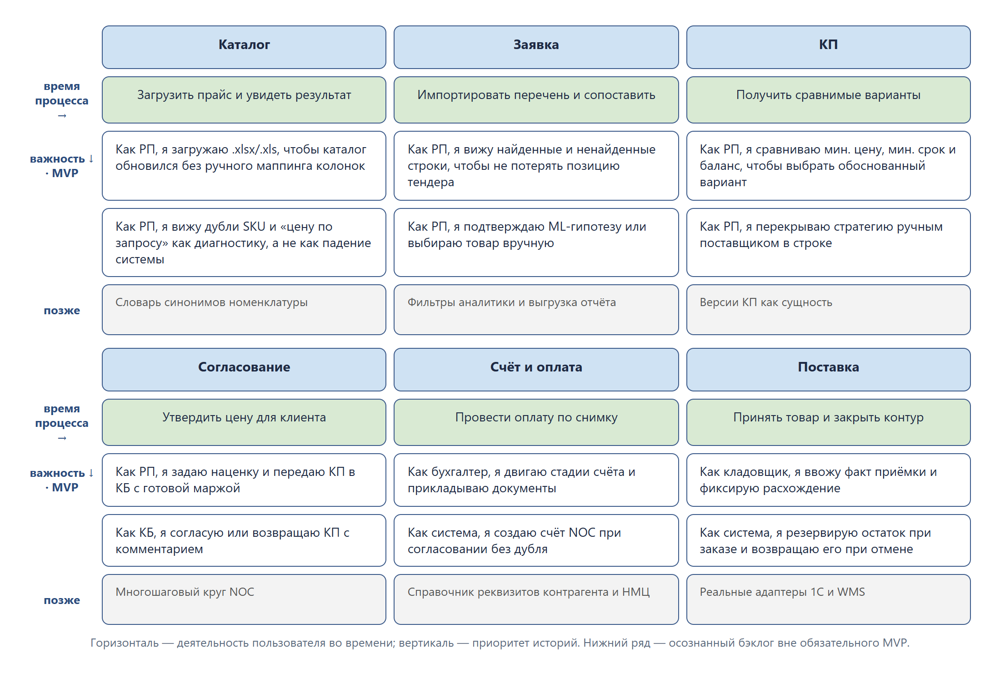 Каталог
Заявка
КП
время
процесса
→
Загрузить прайс и увидеть результат
Импортировать перечень и сопоставить
Получить сравнимые варианты
важность ↓
· MVP
Как РП, я загружаю .xlsx/.xls, чтобы каталог
обновился без ручного маппинга колонок
Как РП, я вижу найденные и ненайденные
строки, чтобы не потерять позицию
тендера
Как РП, я сравниваю мин. цену, мин. срок и
баланс, чтобы выбрать обоснованный
вариант
Как РП, я вижу дубли SKU и «цену по
запросу» как диагностику, а не как падение
системы
Как РП, я подтверждаю ML-гипотезу или
выбираю товар вручную
Как РП, я перекрываю стратегию ручным
поставщиком в строке
позже
Словарь синонимов номенклатуры
Фильтры аналитики и выгрузка отчёта
Версии КП как сущность
Согласование
Счёт и оплата
Поставка
время
процесса
→
Утвердить цену для клиента
Провести оплату по снимку
Принять товар и закрыть контур
важность ↓
· MVP
Как РП, я задаю наценку и передаю КП в
КБ с готовой маржой
Как бухгалтер, я двигаю стадии счёта и
прикладываю документы
Как кладовщик, я ввожу факт приёмки и
фиксирую расхождение
Как КБ, я согласую или возвращаю КП с
комментарием
Как система, я создаю счёт NOC при
согласовании без дубля
Как система, я резервирую остаток при
заказе и возвращаю его при отмене
позже
Многошаговый круг NOC
Справочник реквизитов контрагента и НМЦ
Реальные адаптеры 1С и WMS
Горизонталь — деятельность пользователя во времени; вертикаль — приоритет историй. Нижний ряд — осознанный бэклог вне обязательного MVP.